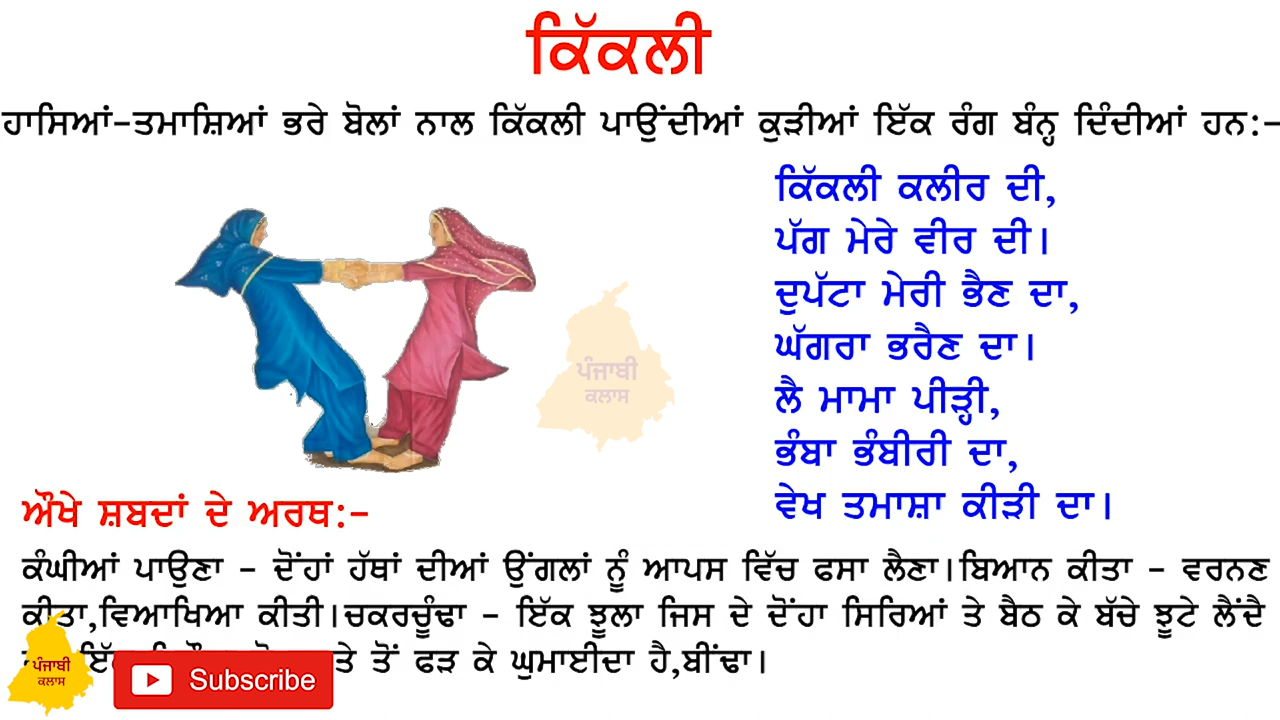 ਕਿੱਕਲੀ
ਹਾਸਿਆਂ-ਤਮਾਸ਼ਿਆਂ ਭਰੇ ਬੋਲਾਂ ਨਾਲ ਕਿੱਕਲੀ ਪਾਉਂਦੀਆਂ ਕੁੜੀਆਂ ਇੱਕ ਰੰਗ ਬੰਨ੍ਹ ਦਿੰਦੀਆਂ ਹਨ:-
ਕਿੱਕਲੀ ਕਲੀਰ ਦੀ,
ਪੱਗ ਮੇਰੇ ਵੀਰ ਦੀ।
ਦੁਪੱਟਾ ਮੇਰੀ ਭੈਣ ਦਾ,
ਘੱਗਰਾ ਭਰੈਣ ਦਾ।
ਲੈ ਮਾਮਾ ਪੀੜ੍ਹੀ,
ਭੰਬਾ ਭੰਬੀਰੀ ਦਾ,
ਵੇਖ ਤਮਾਸ਼ਾ ਕੀੜੀ ਦਾ।
ਪੰਜਾਬੀ
ਕਲਾਸ
ਔਖੇ ਸ਼ਬਦਾਂ ਦੇ ਅਰਥ:-
ਕੰਘੀਆਂ ਪਾਉਣਾ - ਦੋਂਹਾਂ ਹੱਥਾਂ ਦੀਆਂ ਉਂਗਲਾਂ ਨੂੰ ਆਪਸ ਵਿੱਚ ਫਸਾ ਲੈਣਾ।ਬਿਆਨ ਕੀਤਾ - ਵਰਨਣ
ਕੀਤਾ,ਵਿਆਖਿਆ ਕੀਤੀ।ਚਕਰਚੂੰਢਾ - ਇੱਕ ਝੂਲਾ ਜਿਸ ਦੇ ਦੋਂਹਾ ਸਿਰਿਆਂ ਤੇ ਬੈਠ ਕੇ ਬੱਚੇ ਝੂਟੇ ਲੈਂਦੈ
ਤੋਂ ਫੜ ਕੇ ਘੁਮਾਈਦਾ ਹੈ,ਬੀਂਢਾ।
ਪੰਜਾਬੀ
ਕਲਾਸ
Subscribe